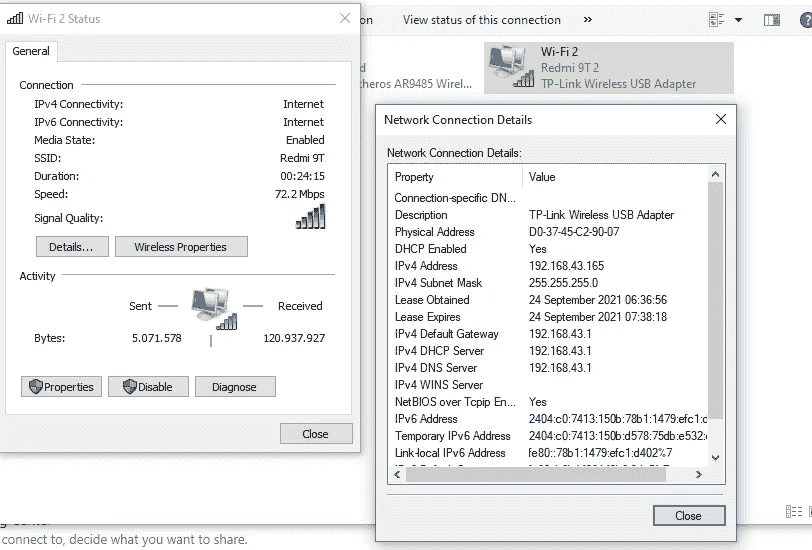 Wi-Fi 2 Status
General
Connection
IPv4 Connectivity: Internet
IPv6 Connectivity: Internet
Media State: Enabled
SSID: Redmi 9T
Duration: 00:24:15
Speed: 72.2 Mbps
Signal Quality:
Details...
Wireless Properties
Activity
Sent
Received
Bytes: 5.071.578 120.937.927
Properties
Disable
Diagnose
Close
on
View status of this connection
»
Wi-Fi 2
Redmi 9T 2
TP-Link Wireless USB Adapter
d
cheros AR9485 Wirel...
Network Connection Details
Network Connection Details:
Property Value
Connection-specific DN...
Description TP-Link Wireless USB Adapter
Physical Address D0-37-45-C2-90-07
DHCP Enabled Yes
IPv4 Address 192.168.43.165
IPv4 Subnet Mask 255.255.255.0
Lease Obtained 24 September 2021 06:36:56
Lease Expires 24 September 2021 07:38:18
IPv4 Default Gateway 192.168.43.1
IPv4 DHCP Server 192.168.43.1
IPv4 DNS Server 192.168.43.1
IPv4 WINS Server
NetBIOS over Tcpip En... Yes
IPv6 Address 2404:c0:7413:150b:78b1:1479:efc1:d
Temporary IPv6 Address 2404:c0:7413:150b:d578:75db:e532:
Link-local IPv6 Address fe80::78b1:1479:efc1:d402%7
Close
connect to, decide what you want to share.